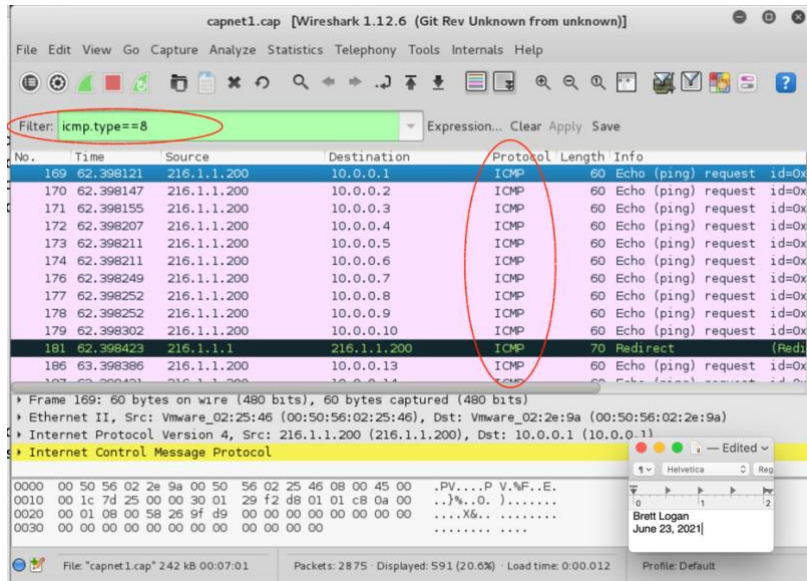 capnet1.cap [Wireshark 1.12.6 (Git Rev Unknown from unknown)]
File Edit View Go Capture Analyze Statistics Telephony Tools Internals Help
Filter: icmp.type==8 Expression... Clear Apply Save
No. Time Source Destination Protocol Length Info
169 62.398121 216.1.1.200 10.0.0.1 ICMP 60 Echo (ping) request id=0x
170 62.398147 216.1.1.200 10.0.0.2 ICMP 60 Echo (ping) request id=0x
171 62.398155 216.1.1.200 10.0.0.3 ICMP 60 Echo (ping) request id=0x
172 62.398207 216.1.1.200 10.0.0.4 ICMP 60 Echo (ping) request id=0x
173 62.398211 216.1.1.200 10.0.0.5 ICMP 60 Echo (ping) request id=0x
174 62.398211 216.1.1.200 10.0.0.6 ICMP 60 Echo (ping) request id=0x
176 62.398249 216.1.1.200 10.0.0.7 ICMP 60 Echo (ping) request id=0x
177 62.398252 216.1.1.200 10.0.0.8 ICMP 60 Echo (ping) request id=0x
178 62.398252 216.1.1.200 10.0.0.9 ICMP 60 Echo (ping) request id=0x
179 62.398302 216.1.1.200 10.0.0.10 ICMP 60 Echo (ping) request id=0x
181 62.398423 216.1.1.1 216.1.1.200 ICMP 70 Redirect (Redi
186 63.398386 216.1.1.200 10.0.0.13 ICMP 60 Echo (ping) request id=0x
Frame 169: 60 bytes on wire (480 bits), 60 bytes captured (480 bits)
Ethernet II, Src: Vmware_02:25:46 (00:50:56:02:25:46), Dst: Vmware_02:2e:9a (00:50:56:02:2e:9a)
Internet Protocol Version 4, Src: 216.1.1.200 (216.1.1.200), Dst: 10.0.0.1 (10.0.0.1)
Internet Control Message Protocol
0000 00 50 56 02 2e 9a 00 50 56 02 25 46 08 00 45 00 .PV....P V.%F..E.
0010 00 1c 7d 25 00 00 30 01 29 f2 d8 01 01 c8 0a 00 ..}%..0. ).......
0020 00 01 08 00 58 26 9f d9 00 00 00 00 00 00 00 00 ....X&.. ........
0030 00 00 00 00 00 00 00 00 00 00 00 00 ........ ....
— Edited
¶ Helvetica Reg
0 1 2
Brett Logan
June 23, 2021
File: "capnet1.cap" 242 kB 00:07:01 Packets: 2875 · Displayed: 591 (20.6%) · Load time: 0:00.012 Profile: Default